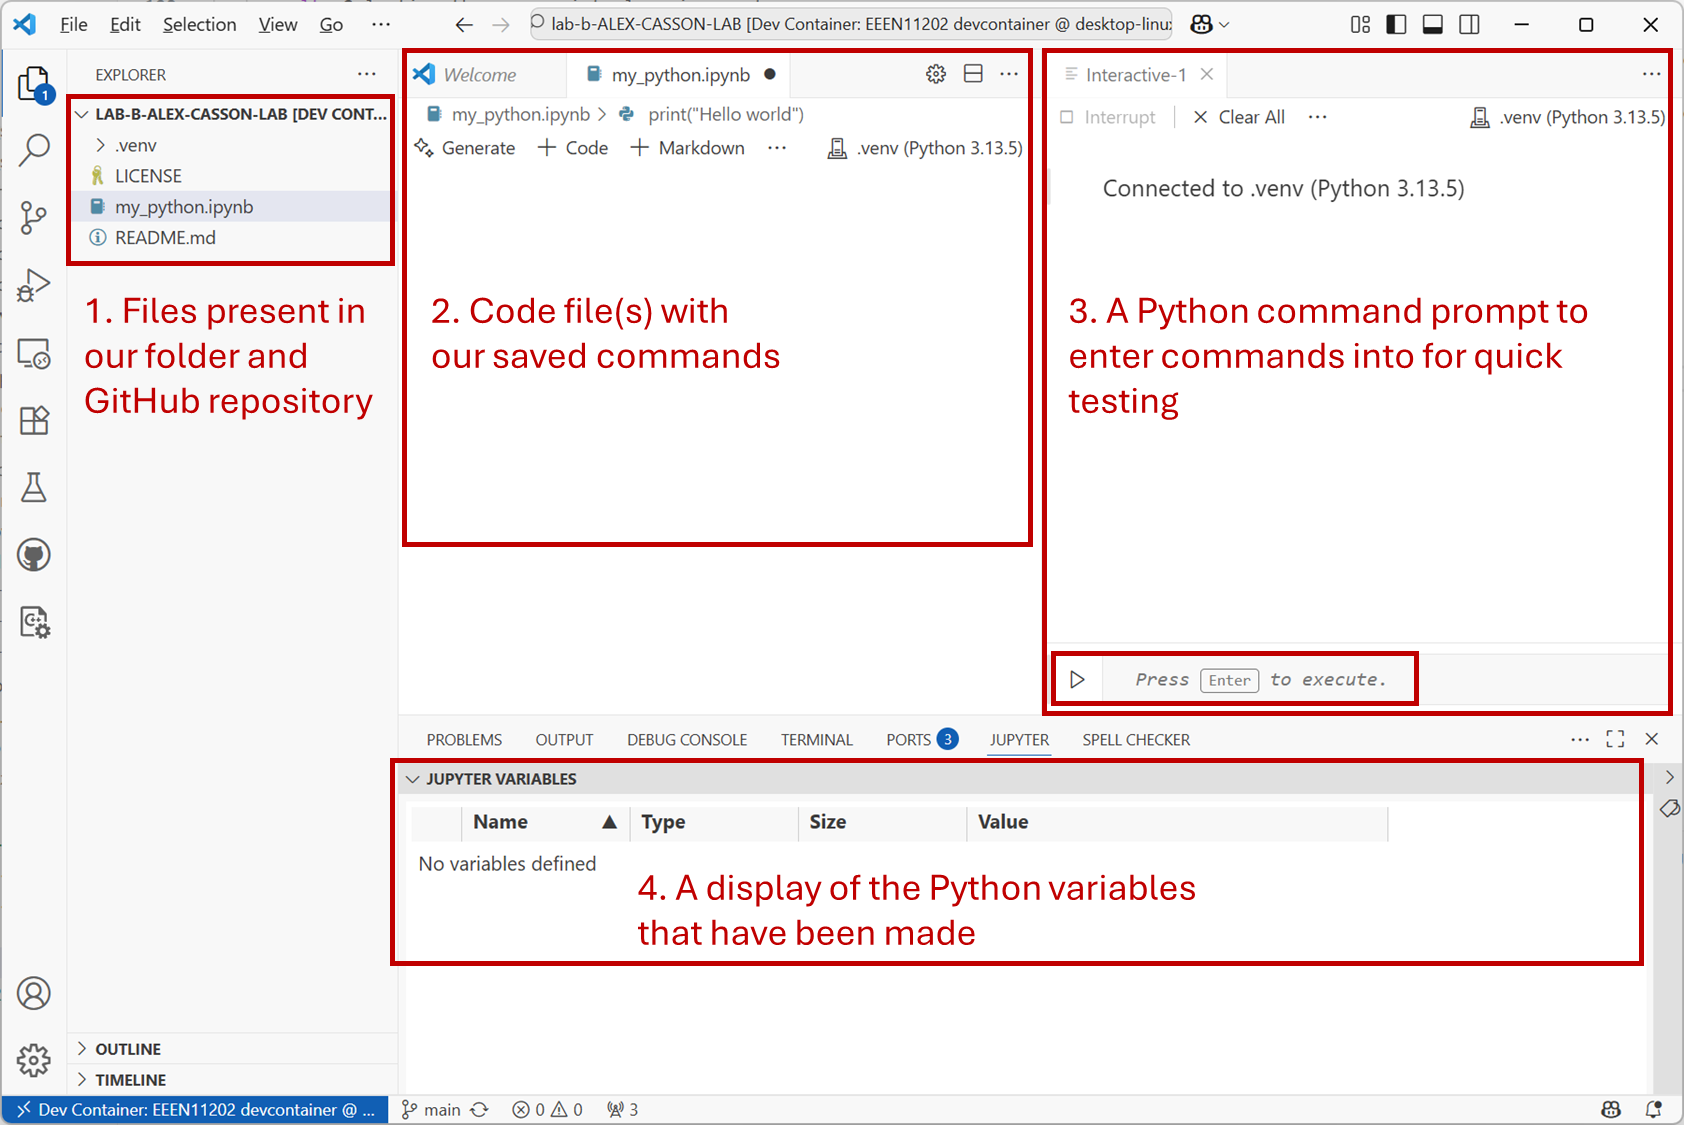 File Edit Selection View Go ···
lab-b-ALEX-CASSON-LAB [Dev Container: EEEN11202 devcontainer @ desktop-linux
EXPLORER ···
1
LAB-B-ALEX-CASSON-LAB [DEV CONT...
.venv
LICENSE
my_python.ipynb
README.md
1. Files present in
our folder and
GitHub repository
OUTLINE
TIMELINE
Welcome my_python.ipynb ···
my_python.ipynb > print("Hello world")
Generate + Code + Markdown ··· .venv (Python 3.13.5)
2. Code file(s) with
our saved commands
Interactive-1 ···
Interrupt Clear All ··· .venv (Python 3.13.5)
Connected to .venv (Python 3.13.5)
3. A Python command prompt to
enter commands into for quick
testing
Press Enter to execute.
PROBLEMS OUTPUT DEBUG CONSOLE TERMINAL PORTS 3 JUPYTER SPELL CHECKER ···
JUPYTER VARIABLES
Name Type Size Value
No variables defined
4. A display of the Python variables
that have been made
Dev Container: EEEN11202 devcontainer @ ... main 0 0 3